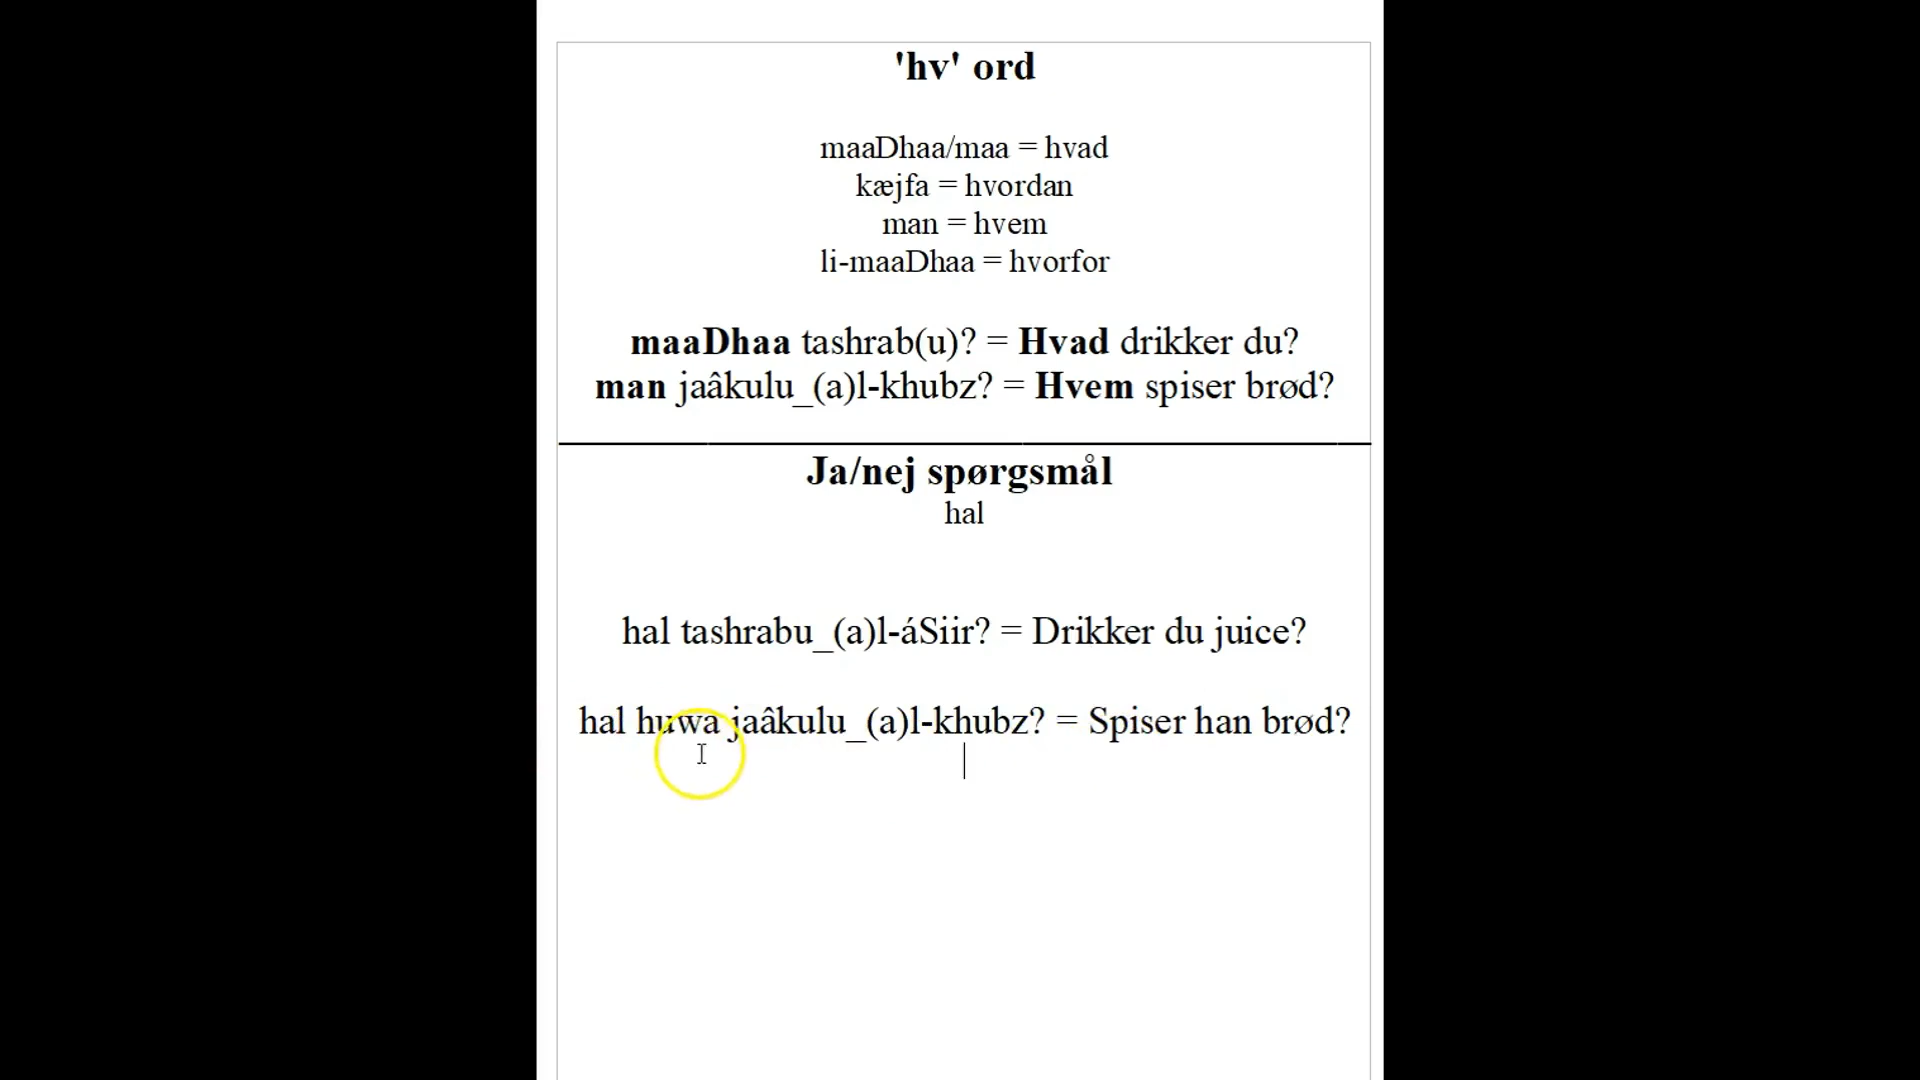 'hv' ord
maaDhaa/maa = hvad
kæjfa = hvordan
man = hvem
li-maaDhaa = hvorfor
maaDhaa tashrab(u)? = Hvad drikker du?
man jaâkulu_(a)l-khubz? = Hvem spiser brød?
Ja/nej spørgsmål
hal
hal tashrabu_(a)l-áSiir? = Drikker du juice?
hal huwa jaâkulu_(a)l-khubz? = Spiser han brød?